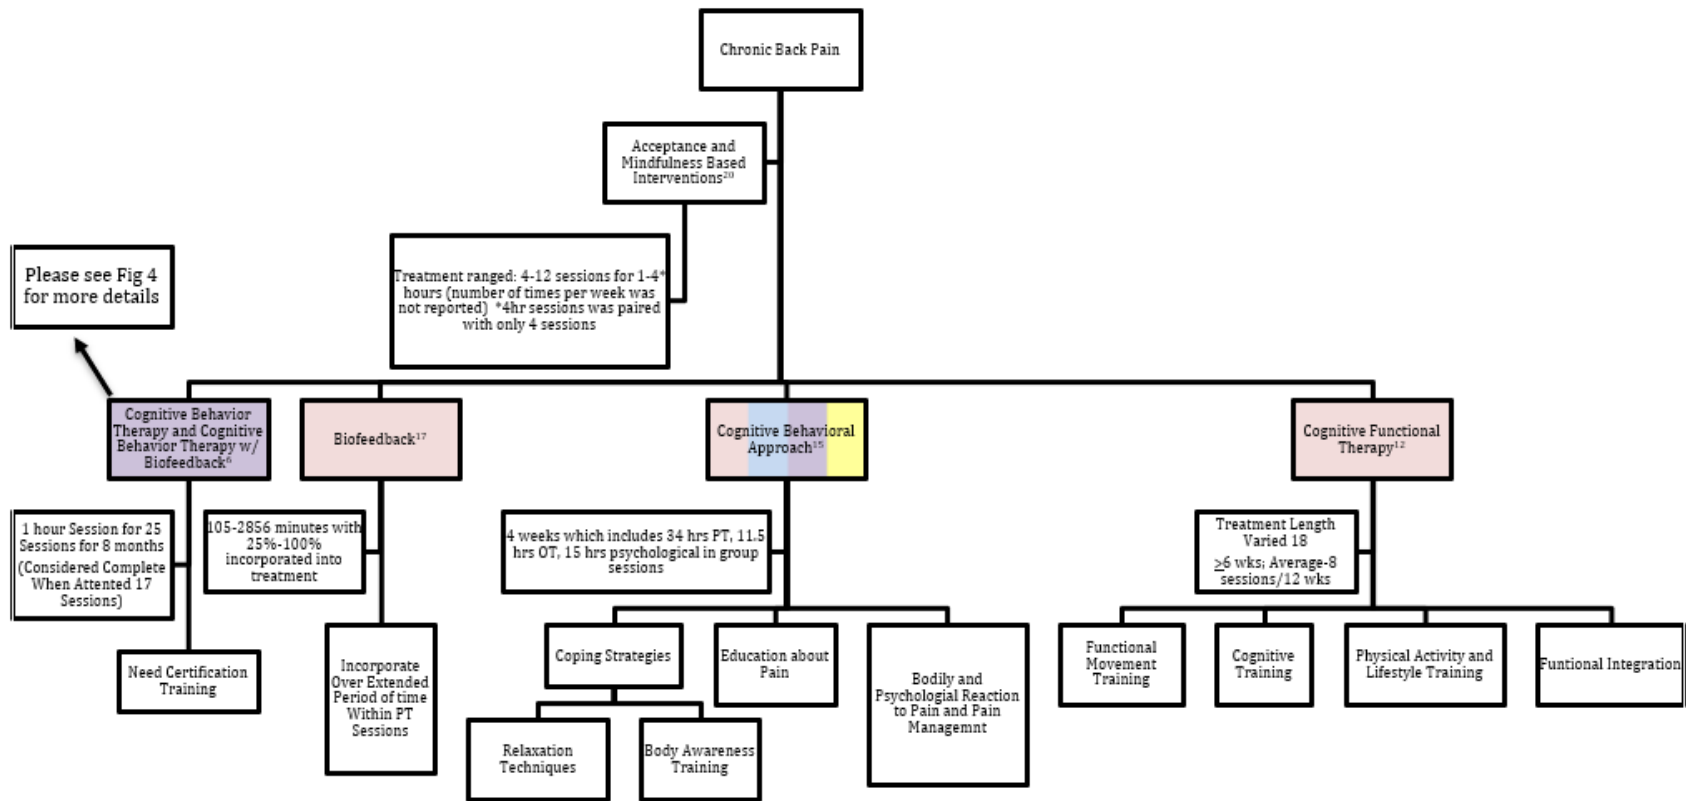 Chronic Back Pain
Acceptance and
Mindfulness Based
Interventions²⁰
Treatment ranged: 4-12 sessions for 1-4*
hours (number of times per week was
not reported) *4hr sessions was paired
with only 4 sessions
Please see Fig 4
for more details
Cognitive Behavior
Therapy and Cognitive
Behavior Therapy w/
Biofeedback⁶
Biofeedback¹⁷
Cognitive Behavioral
Approach¹⁵
Cognitive Functional
Therapy¹²
1 hour Session for 25
Sessions for 8 months
(Considered Complete
When Attented 17
Sessions)
105-2856 minutes with
25%-100%
incorporated into
treatment
4 weeks which includes 34 hrs PT, 11.5
hrs OT, 15 hrs psychological in group
sessions
Treatment Length
Varied 18
≥6 wks; Average-8
sessions/12 wks
Need Certification
Training
Incorporate
Over Extended
Period of time
Within PT
Sessions
Coping Strategies
Education about
Pain
Bodily and
Psychologial Reaction
to Pain and Pain
Managemnt
Functional
Movement
Training
Cognitive
Training
Physical Activity and
Lifestyle Training
Funtional Integration
Relaxation
Techniques
Body Awareness
Training